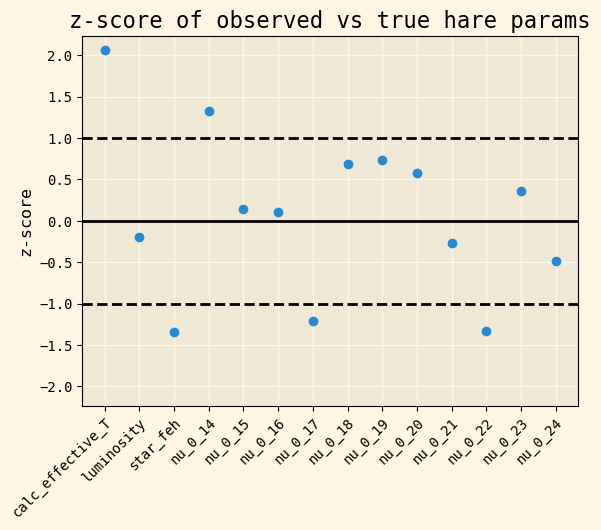 z-score of observed vs true hare params
z-score
2.0
1.5
1.0
0.5
0.0
−0.5
−1.0
−1.5
−2.0
calc_effective_T
luminosity
star_feh
nu_0_14
nu_0_15
nu_0_16
nu_0_17
nu_0_18
nu_0_19
nu_0_20
nu_0_21
nu_0_22
nu_0_23
nu_0_24